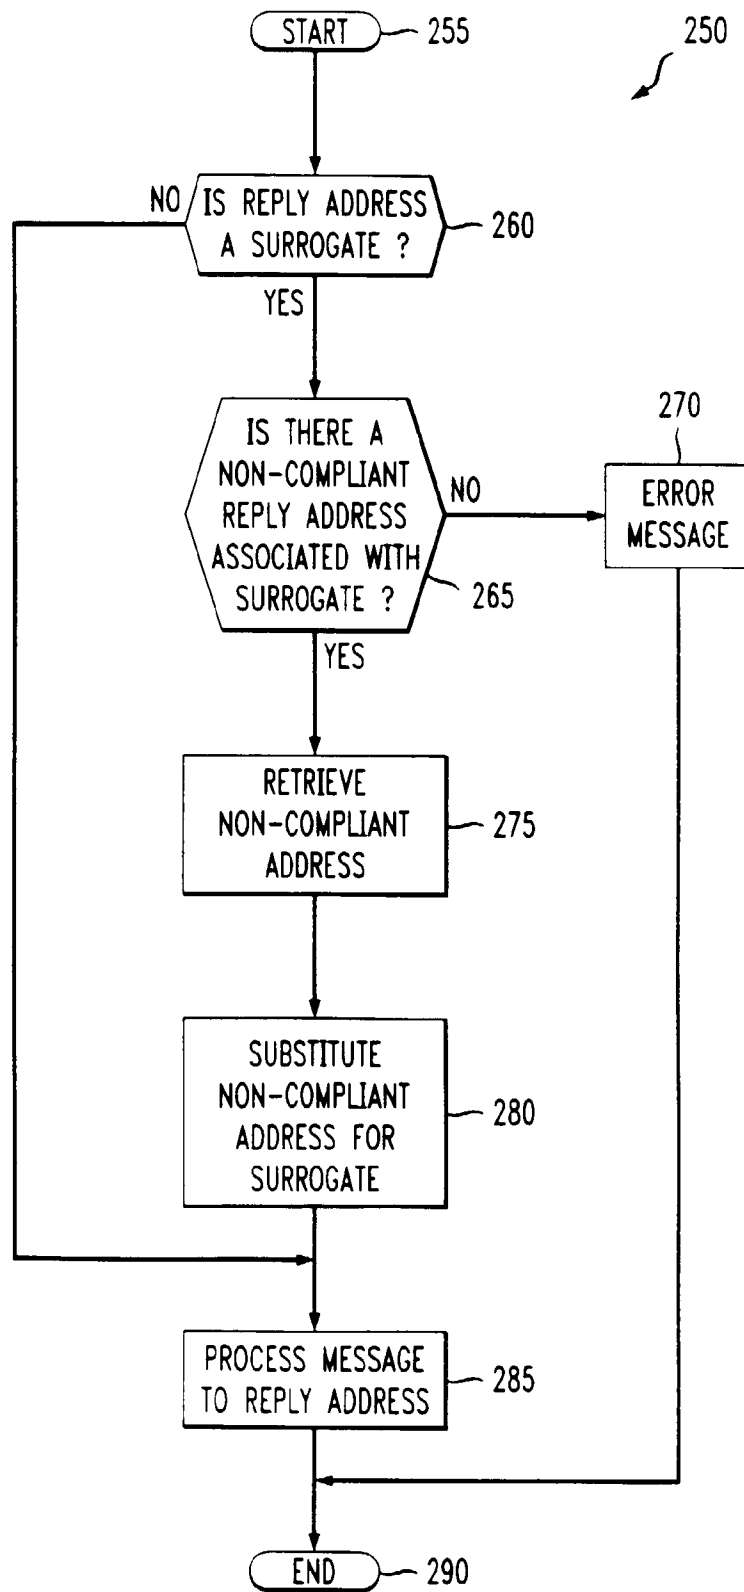 START
255
250
NO
IS REPLY ADDRESS
A SURROGATE ?
260
YES
IS THERE A
NON-COMPLIANT
REPLY ADDRESS
ASSOCIATED WITH
SURROGATE ?
265
NO
270
ERROR
MESSAGE
YES
RETRIEVE
NON-COMPLIANT
ADDRESS
275
SUBSTITUTE
NON-COMPLIANT
ADDRESS FOR
SURROGATE
280
PROCESS MESSAGE
TO REPLY ADDRESS
285
END
290